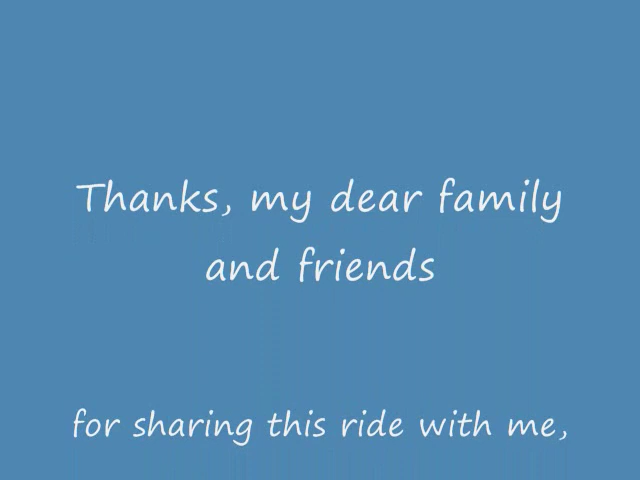 Thanks, my dear family
and friends
for sharing this ride with me,